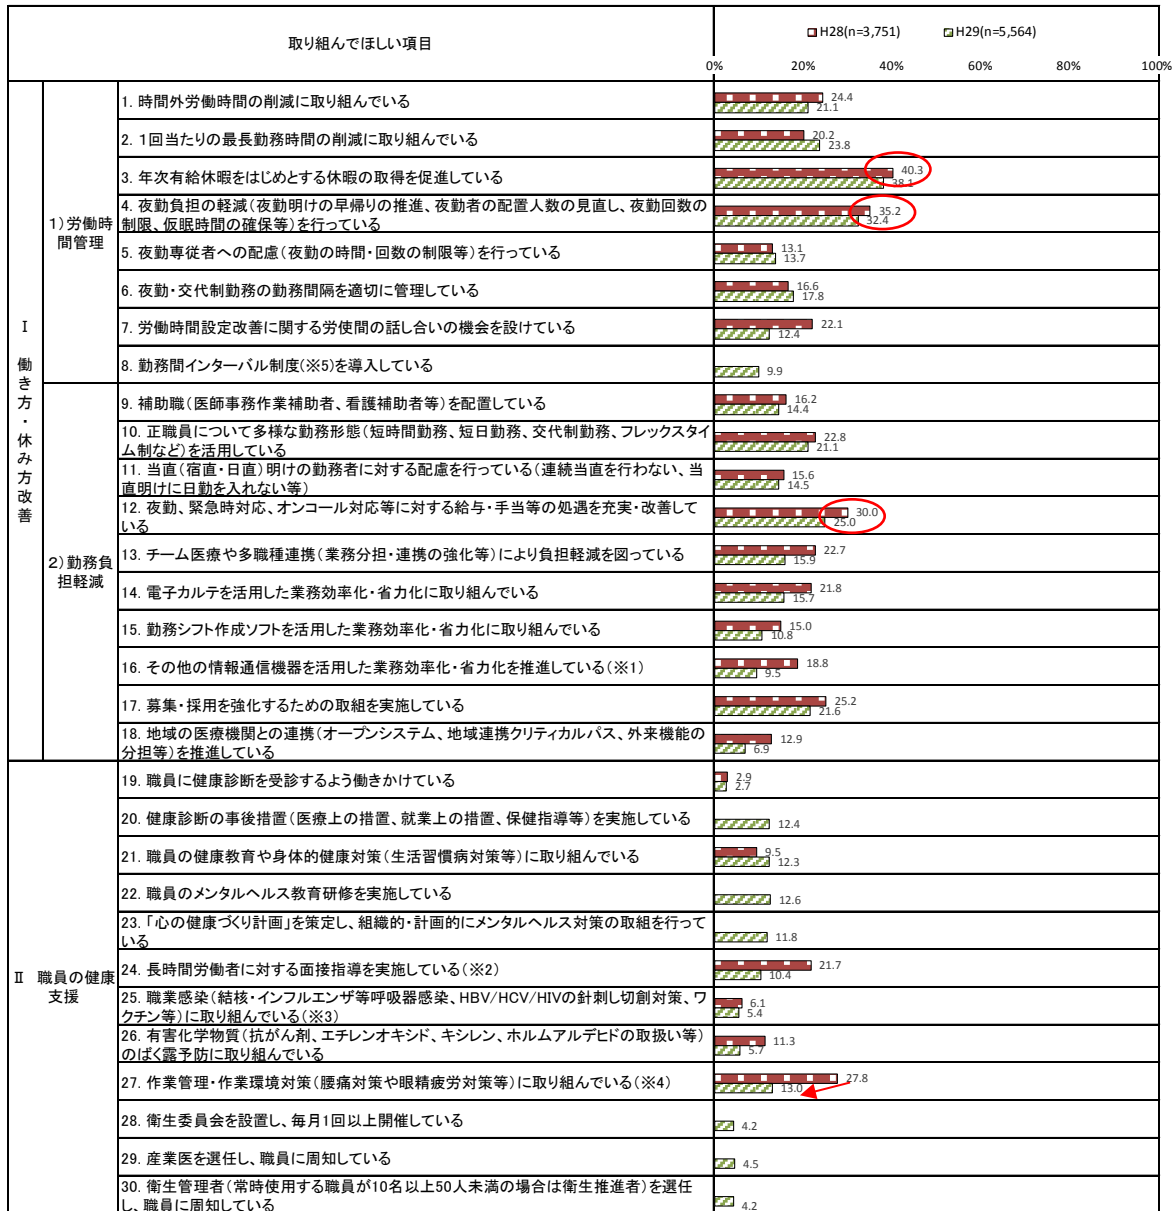 取り組んでほしい項目
H28(n=3,751)
H29(n=5,564)
0%
20%
40%
60%
80%
100%
Ⅰ 働き方・休み方改善
1)労働時
間管理
1. 時間外労働時間の削減に取り組んでいる
24.4
21.1
2. 1回当たりの最長勤務時間の削減に取り組んでいる
20.2
23.8
3. 年次有給休暇をはじめとする休暇の取得を促進している
40.3
38.1
4. 夜勤負担の軽減(夜勤明けの早帰りの推進、夜勤者の配置人数の見直し、夜勤回数の
制限、仮眠時間の確保等)を行っている
35.2
32.4
5. 夜勤専従者への配慮(夜勤の時間・回数の制限等)を行っている
13.1
13.7
6. 夜勤・交代制勤務の勤務間隔を適切に管理している
16.6
17.8
7. 労働時間設定改善に関する労使間の話し合いの機会を設けている
22.1
12.4
8. 勤務間インターバル制度(※5)を導入している
9.9
2)勤務負
担軽減
9. 補助職(医師事務作業補助者、看護補助者等)を配置している
16.2
14.4
10. 正職員について多様な勤務形態(短時間勤務、短日勤務、交代制勤務、フレックスタイ
ム制など)を活用している
22.8
21.1
11. 当直(宿直・日直)明けの勤務者に対する配慮を行っている(連続当直を行わない、当
直明けに日勤を入れない等)
15.6
14.5
12. 夜勤、緊急時対応、オンコール対応等に対する給与・手当等の処遇を充実・改善して
いる
30.0
25.0
13. チーム医療や多職種連携(業務分担・連携の強化等)により負担軽減を図っている
22.7
15.9
14. 電子カルテを活用した業務効率化・省力化に取り組んでいる
21.8
15.7
15. 勤務シフト作成ソフトを活用した業務効率化・省力化に取り組んでいる
15.0
10.8
16. その他の情報通信機器を活用した業務効率化・省力化を推進している(※1)
18.8
9.5
17. 募集・採用を強化するための取組を実施している
25.2
21.6
18. 地域の医療機関との連携(オープンシステム、地域連携クリティカルパス、外来機能の
分担等)を推進している
12.9
6.9
Ⅱ 職員の健康
支援
19. 職員に健康診断を受診するよう働きかけている
2.9
2.7
20. 健康診断の事後措置(医療上の措置、就業上の措置、保健指導等)を実施している
12.4
21. 職員の健康教育や身体的健康対策(生活習慣病対策等)に取り組んでいる
9.5
12.3
22. 職員のメンタルヘルス教育研修を実施している
12.6
23. 「心の健康づくり計画」を策定し、組織的・計画的にメンタルヘルス対策の取組を行って
いる
11.8
24. 長時間労働者に対する面接指導を実施している(※2)
21.7
10.4
25. 職業感染(結核・インフルエンザ等呼吸器感染、HBV/HCV/HIVの針刺し切創対策、ワ
クチン等)に取り組んでいる(※3)
6.1
5.4
26. 有害化学物質(抗がん剤、エチレンオキシド、キシレン、ホルムアルデヒドの取扱い等)
のばく露予防に取り組んでいる
11.3
5.7
27. 作業管理・作業環境対策(腰痛対策や眼精疲労対策等)に取り組んでいる(※4)
27.8
13.0
28. 衛生委員会を設置し、毎月1回以上開催している
4.2
29. 産業医を選任し、職員に周知している
4.5
30. 衛生管理者(常時使用する職員が10名以上50人未満の場合は衛生推進者)を選任
し、職員に周知している
4.2